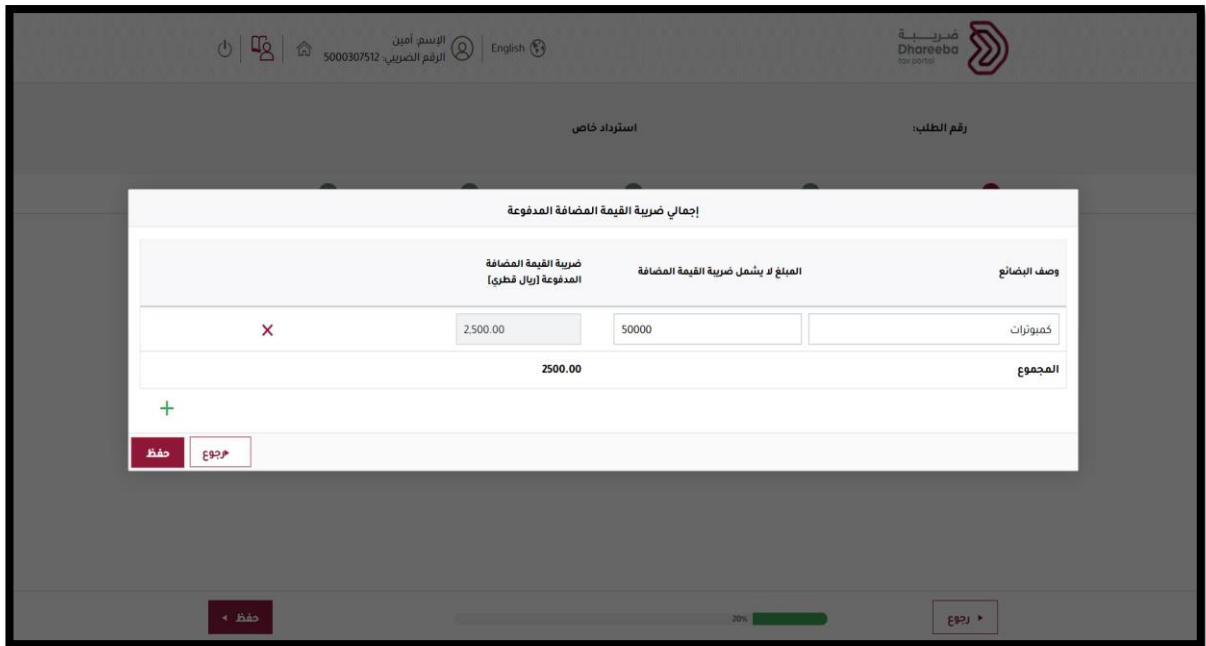 ضريبة
Dhareeba
tax portal
English
الإسم: أمين
الرقم الضريبي: 5000307512
رقم الطلب:
استرداد خاص
إجمالي ضريبة القيمة المضافة المدفوعة
وصف البضائع
المبلغ لا يشمل ضريبة القيمة المضافة
ضريبة القيمة المضافة
المدفوعة [ريال قطري]
كمبوترات
50000
2,500.00
المجموع
2500.00
رجوع
حفظ
رجوع
20%
حفظ